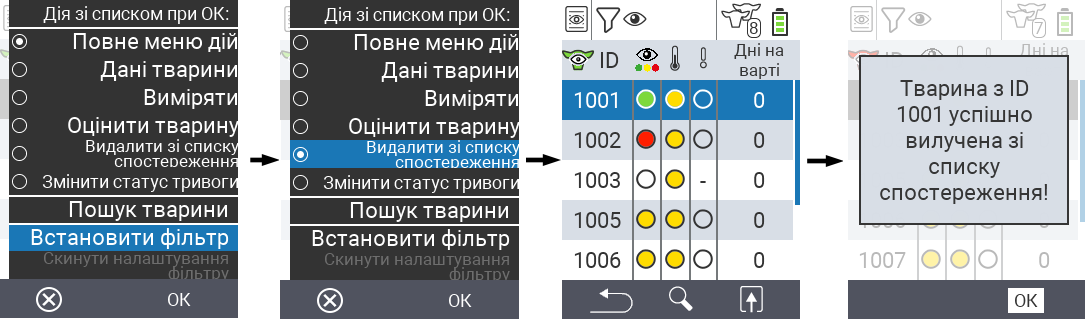 Дія зі списком при ОК:
Повне меню дій
Дані тварини
Виміряти
Оцінити тварину
Видалити зі списку
спостереження
Змінити статус тривоги
Пошук тварини
Встановити фільтр
Скинути налаштування
фільтру
OK
Дія зі списком при ОК:
Повне меню дій
Дані тварини
Виміряти
Оцінити тварину
Видалити зі списку
спостереження
Змінити статус тривоги
Пошук тварини
Встановити фільтр
Скинути налаштування
фільтру
OK
8
ID
Дні на
варті
1001 0
1002 0
1003 - 0
1005 0
1006 0
7
Дні на
Тварина з ID
1001 успішно
вилучена зі
списку
спостереження!
1007 0
OK